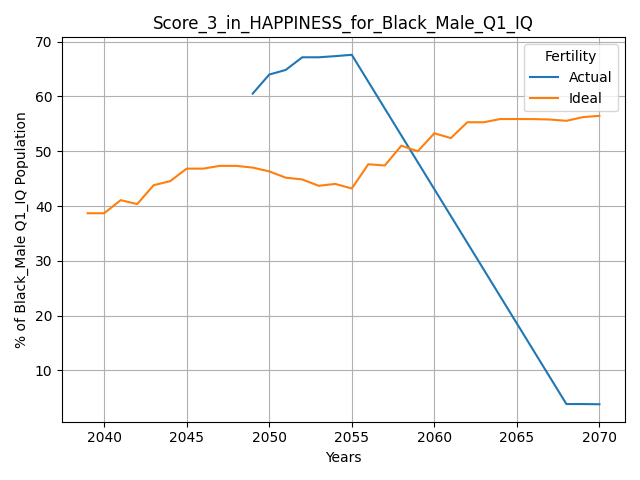 Score_3_in_HAPPINESS_for_Black_Male_Q1_IQ
Fertility
Actual
Ideal
% of Black_Male Q1_IQ Population
70
60
50
40
30
20
10
2040 2045 2050 2055 2060 2065 2070
Years